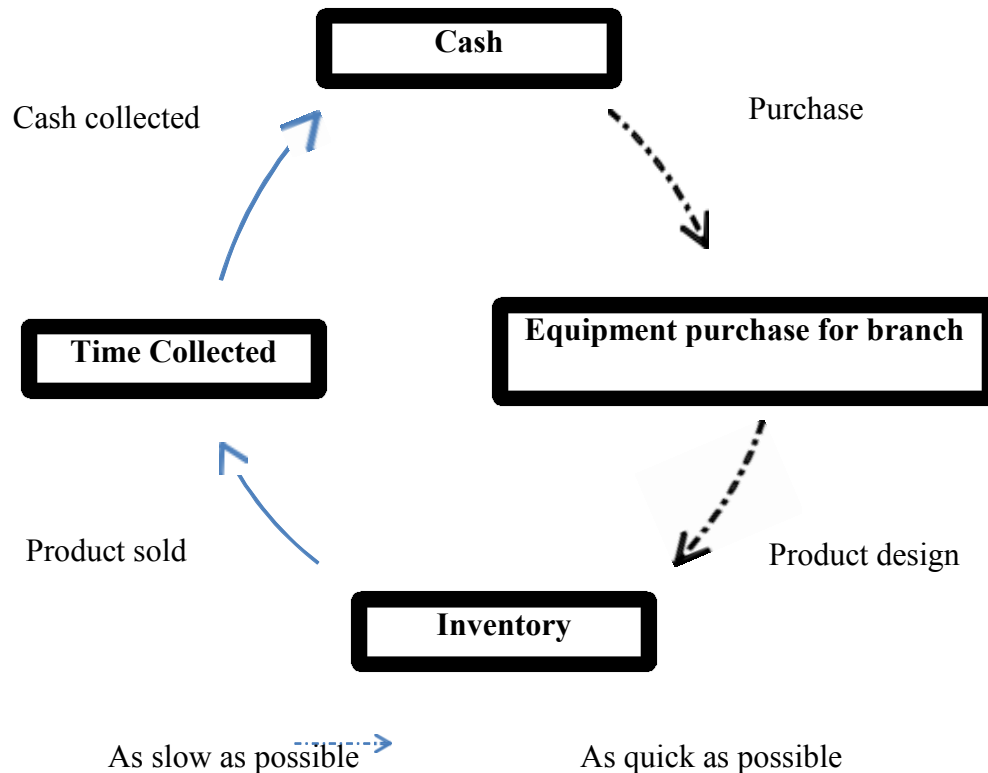 Cash
Cash collected
Purchase
Time Collected
Equipment purchase for branch
Product sold
Product design
Inventory
As slow as possible
As quick as possible